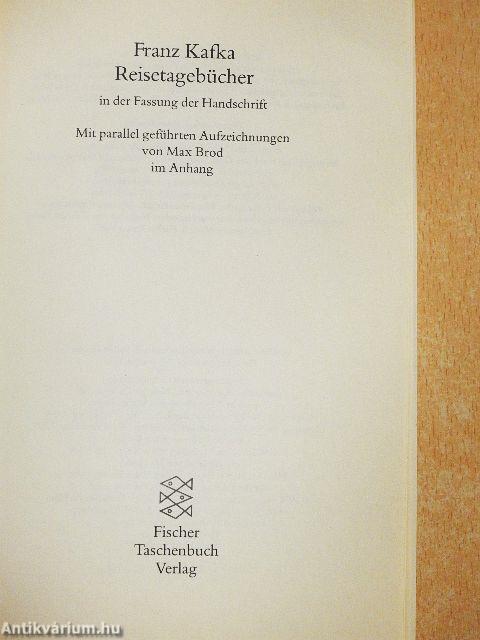 Franz Kafka
Reisetagebücher
in der Fassung der Handschrift
Mit parallel geführten Aufzeichnungen
von Max Brod
im Anhang
Fischer
Taschenbuch
Verlag
Antikvárium.hu